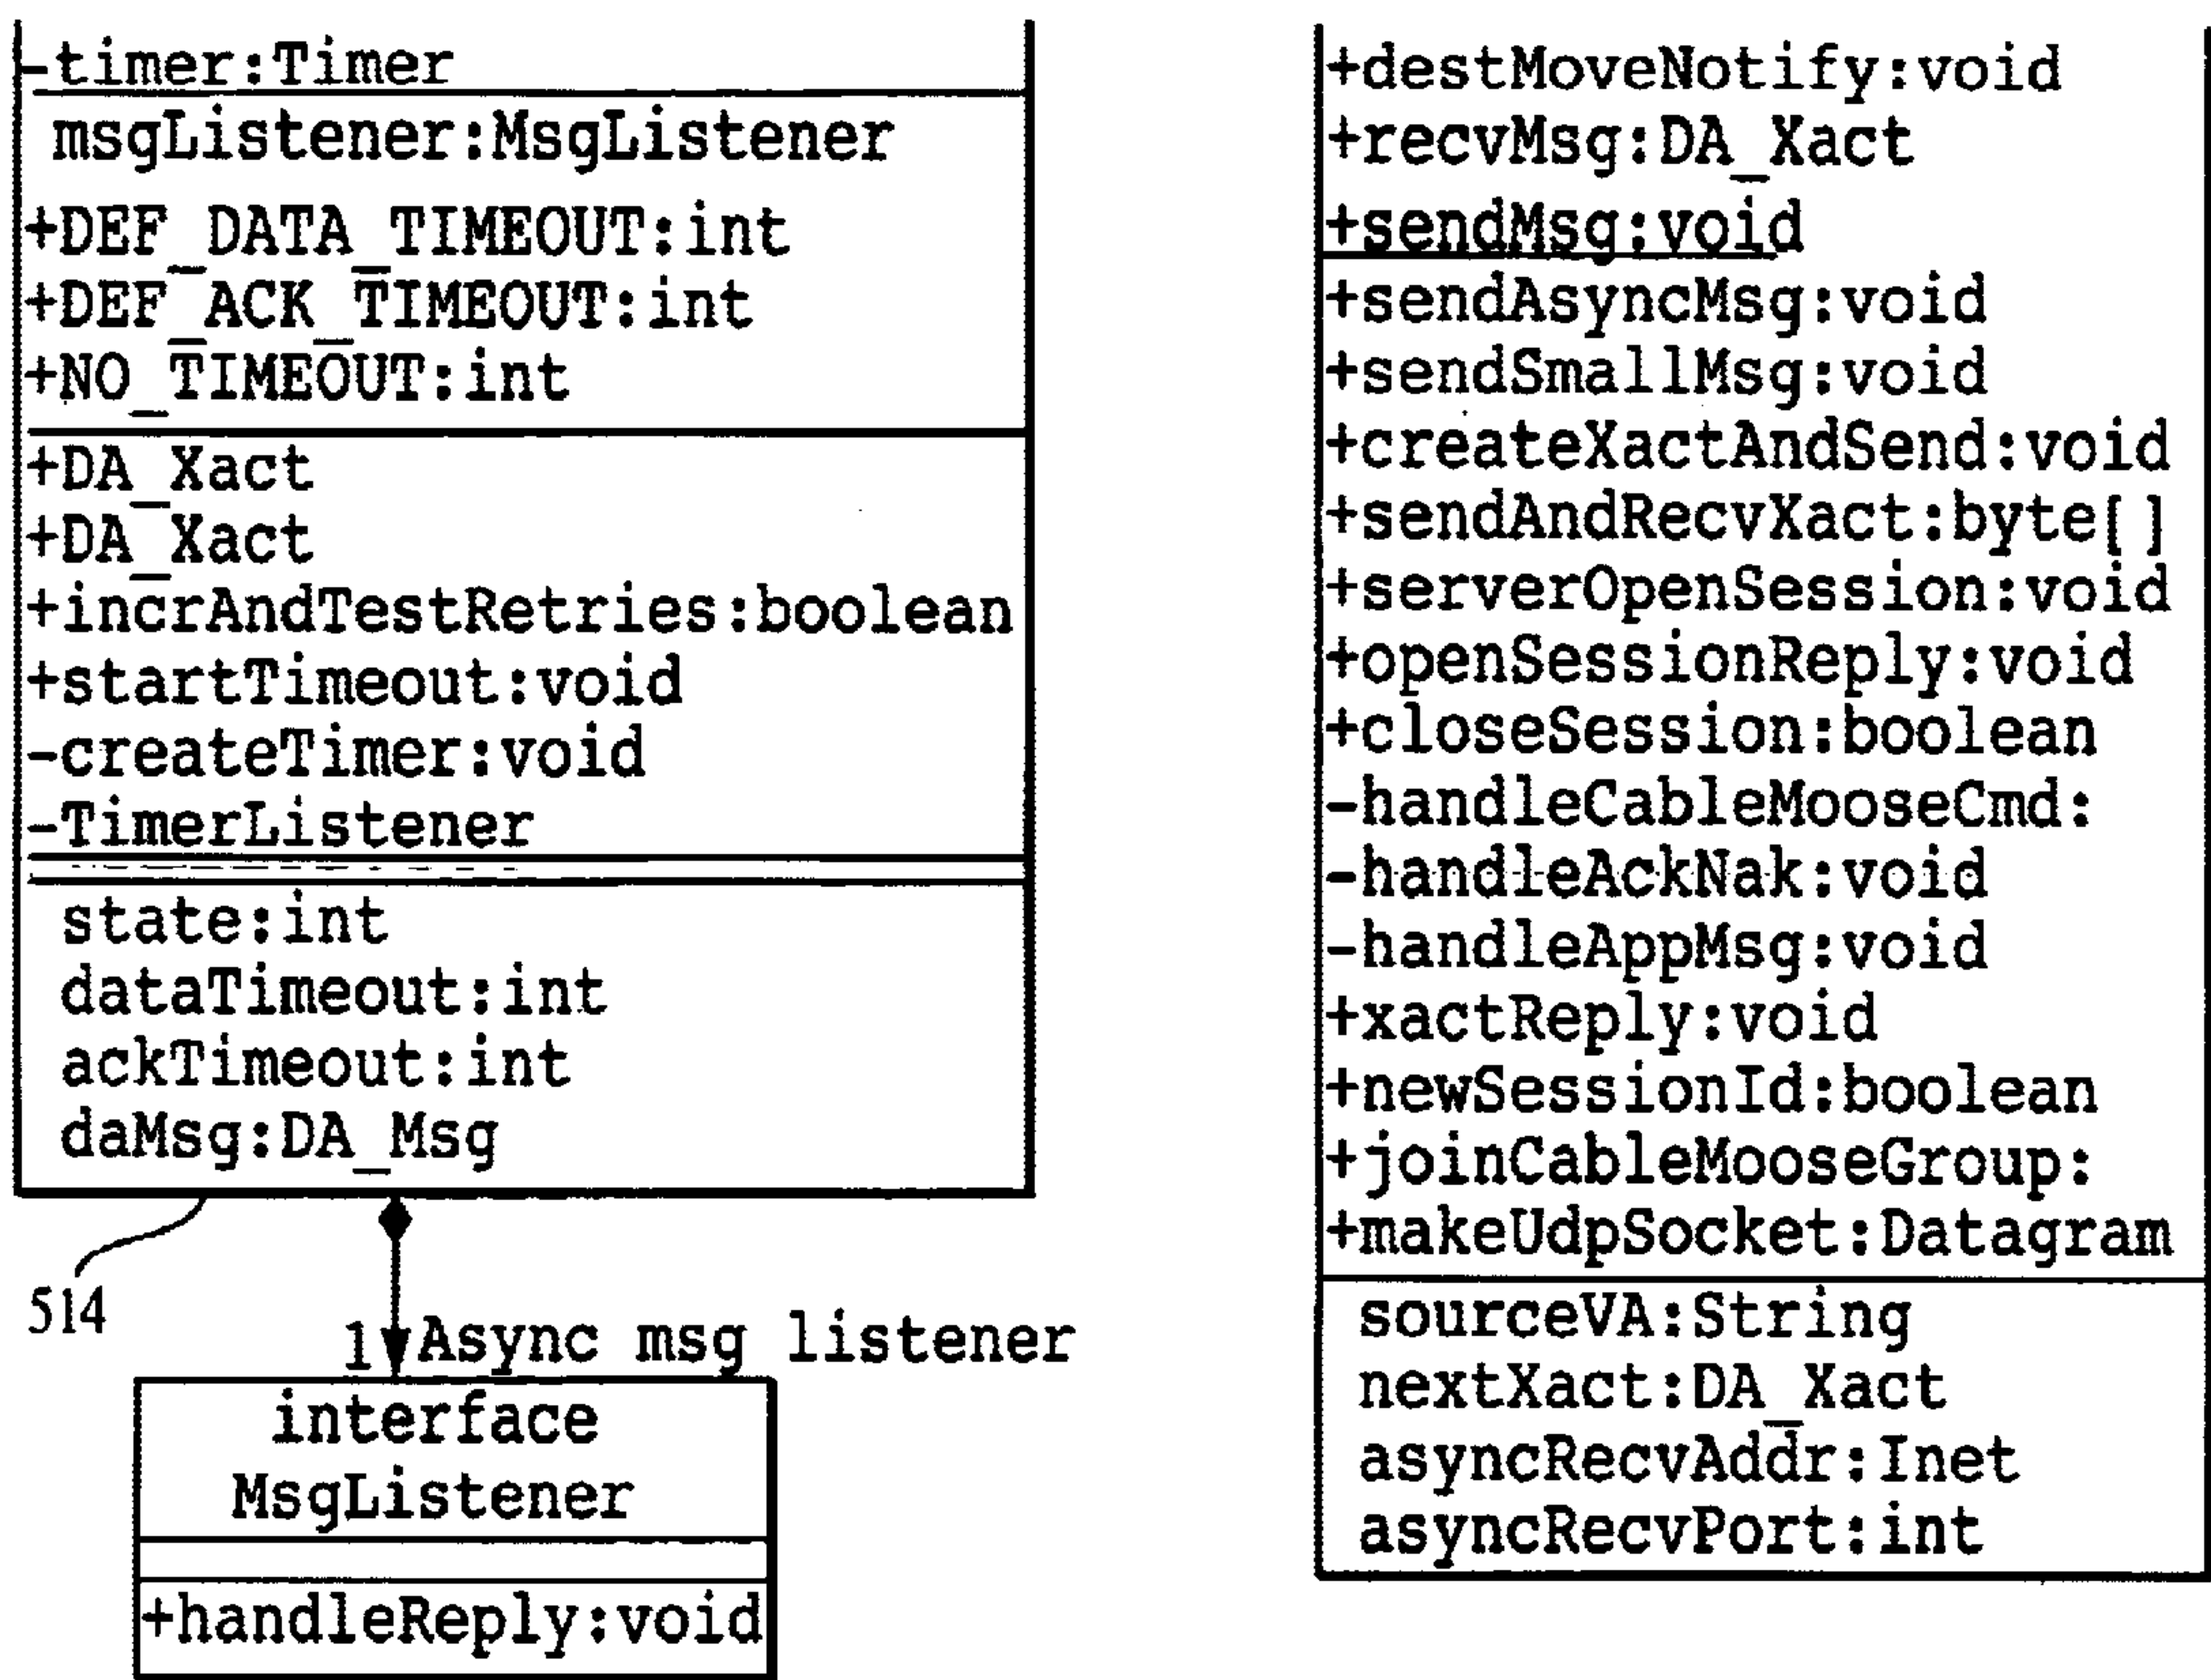 -timer:Timer
msgListener:MsgListener
+DEF_DATA_TIMEOUT:int
+DEF_ACK_TIMEOUT:int
+NO_TIMEOUT:int
+DA_Xact
+DA_Xact
+incrAndTestRetries:boolean
+startTimeout:void
-createTimer:void
-TimerListener
state:int
dataTimeout:int
ackTimeout:int
daMsg:DA_Msg
514
1 Async msg listener
interface
MsgListener
+handleReply:void
+destMoveNotify:void
+recvMsg:DA_Xact
+sendMsg:void
+sendAsyncMsg:void
+sendSmallMsg:void
+createXactAndSend:void
+sendAndRecvXact:byte[]
+serverOpenSession:void
+openSessionReply:void
+closeSession:boolean
-handleCableMooseCmd:
-handleAckNak:void
-handleAppMsg:void
+xactReply:void
+newSessionId:boolean
+joinCableMooseGroup:
+makeUdpSocket:Datagram
sourceVA:String
nextXact:DA_Xact
asyncRecvAddr:Inet
asyncRecvPort:int